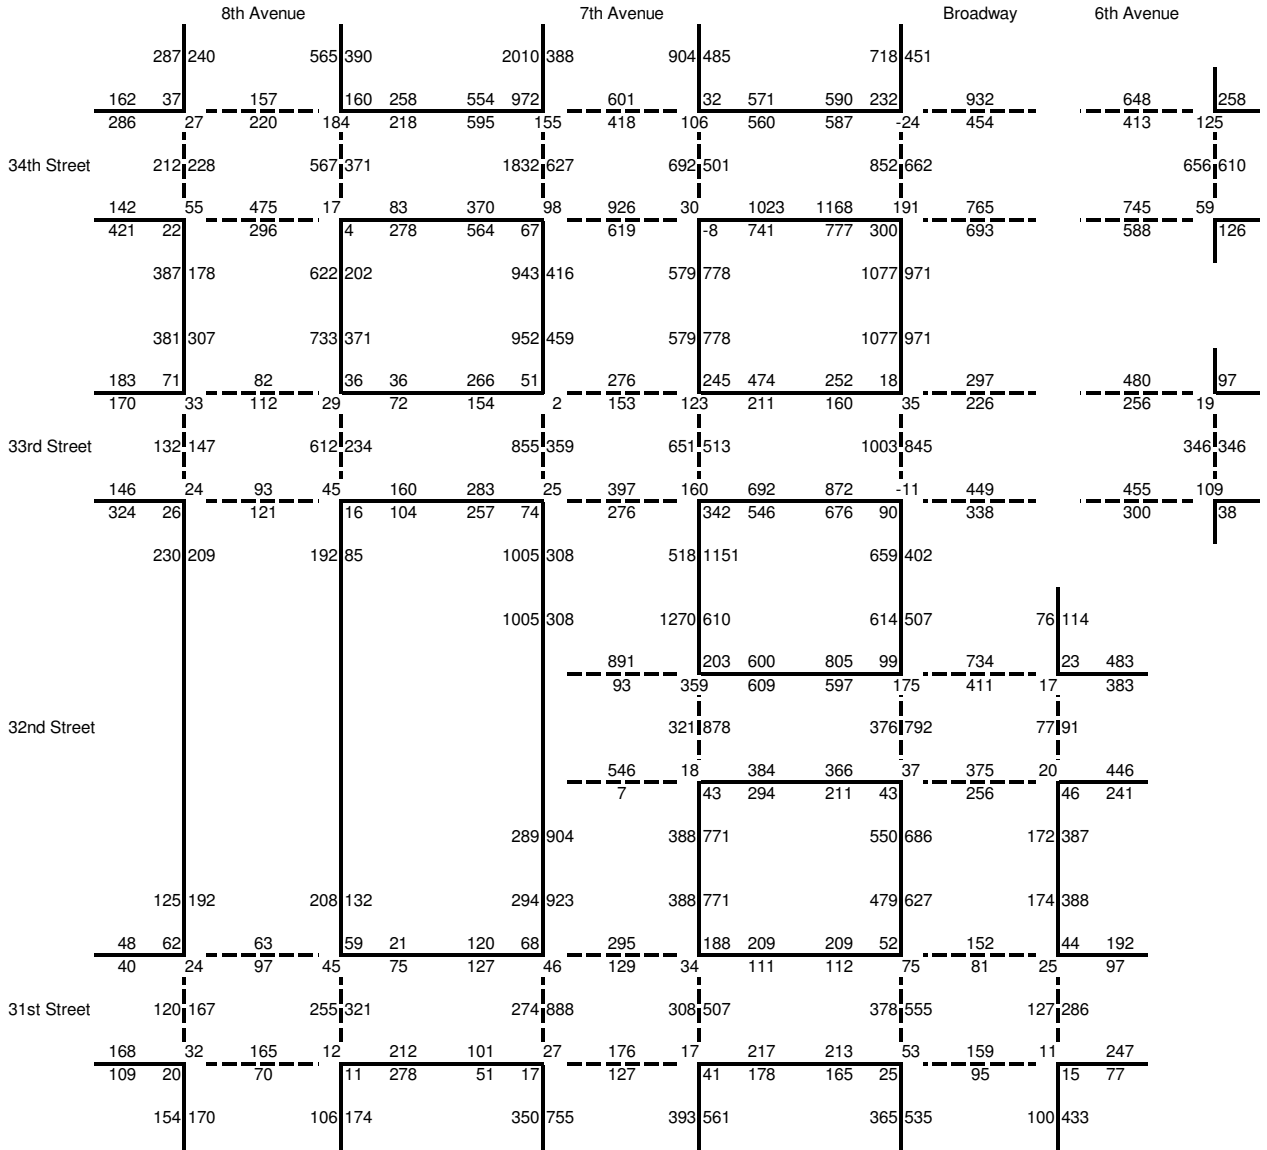 8th Avenue 7th Avenue Broadway 6th Avenue
287 240 565 390 2010 388 904 485 718 451
162 37 157 160 258 554 972 601 32 571 590 232 932 648 258
286 27 220 184 218 595 155 418 106 560 587 -24 454 413 125
34th Street 212 228 567 371 1832 627 692 501 852 662 656 610
142 55 475 17 83 370 98 926 30 1023 1168 191 765 745 59
421 22 296 4 278 564 67 619 -8 741 777 300 693 588 126
387 178 622 202 943 416 579 778 1077 971
381 307 733 371 952 459 579 778 1077 971
183 71 82 36 36 266 51 276 245 474 252 18 297 480 97
170 33 112 29 72 154 2 153 123 211 160 35 226 256 19
33rd Street 132 147 612 234 855 359 651 513 1003 845 346 346
146 24 93 45 160 283 25 397 160 692 872 -11 449 455 109
324 26 121 16 104 257 74 276 342 546 676 90 338 300 38
230 209 192 85 1005 308 518 1151 659 402
1005 308 1270 610 614 507 76 114
891 203 600 805 99 734 23 483
93 359 609 597 175 411 17 383
32nd Street 321 878 376 792 77 91
546 18 384 366 37 375 20 446
7 43 294 211 43 256 46 241
289 904 388 771 550 686 172 387
125 192 208 132 294 923 388 771 479 627 174 388
48 62 63 59 21 120 68 295 188 209 209 52 152 44 192
40 24 97 45 75 127 46 129 34 111 112 75 81 25 97
31st Street 120 167 255 321 274 888 308 507 378 555 127 286
168 32 165 12 212 101 27 176 17 217 213 53 159 11 247
109 20 70 11 278 51 17 127 41 178 165 25 95 15 77
154 170 106 174 350 755 393 561 365 535 100 433